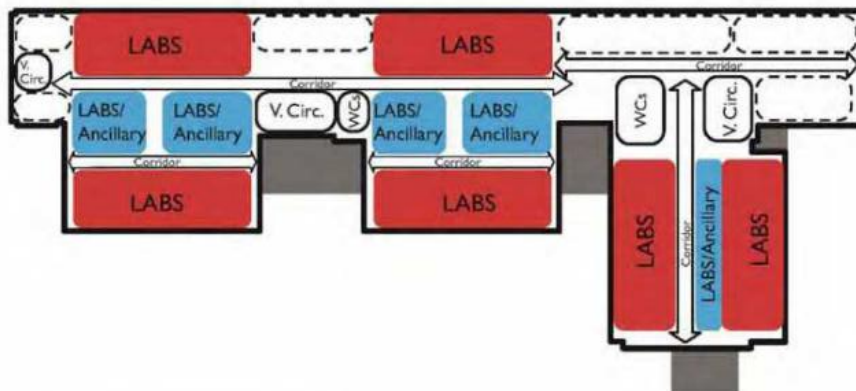 LABS
LABS
V. Circ.
Corridor
Corridor
LABS/
Ancillary
LABS/
Ancillary
V. Circ.
WCs
LABS/
Ancillary
LABS/
Ancillary
WCs
V. Circ.
Corridor
Corridor
LABS
LABS
LABS
Corridor
LABS/Ancillary
LABS